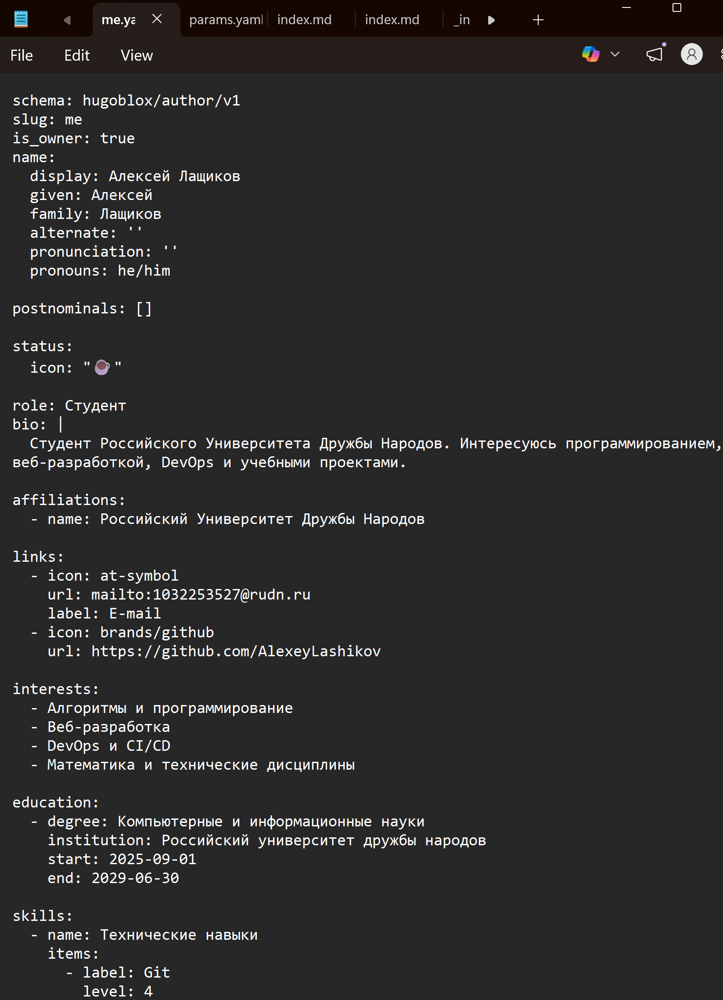 me.ya
params.yaml
index.md
index.md
_in
File
Edit
View
schema: hugoblox/author/v1
slug: me
is_owner: true
name:
display: Алексей Лащиков
given: Алексей
family: Лащиков
alternate: ''
pronunciation: ''
pronouns: he/him
postnominals: []
status:
icon: "☕"
role: Студент
bio: |
Студент Российского Университета Дружбы Народов. Интересуюсь программированием,
веб-разработкой, DevOps и учебными проектами.
affiliations:
- name: Российский Университет Дружбы Народов
links:
- icon: at-symbol
url: mailto:1032253527@rudn.ru
label: E-mail
- icon: brands/github
url: https://github.com/AlexeyLashikov
interests:
- Алгоритмы и программирование
- Веб-разработка
- DevOps и CI/CD
- Математика и технические дисциплины
education:
- degree: Компьютерные и информационные науки
institution: Российский университет дружбы народов
start: 2025-09-01
end: 2029-06-30
skills:
- name: Технические навыки
items:
- label: Git
level: 4